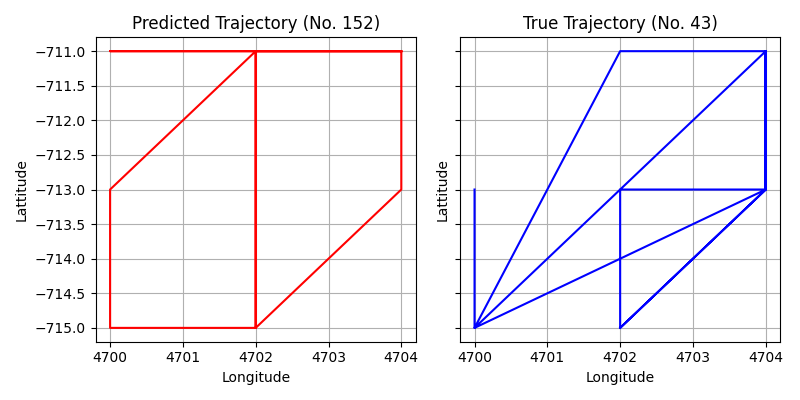 Predicted Trajectory (No. 152)
True Trajectory (No. 43)
−711.0
−711.5
−712.0
−712.5
−713.0
−713.5
−714.0
−714.5
−715.0
Lattitude
Lattitude
4700 4701 4702 4703 4704
4700 4701 4702 4703 4704
Longitude
Longitude